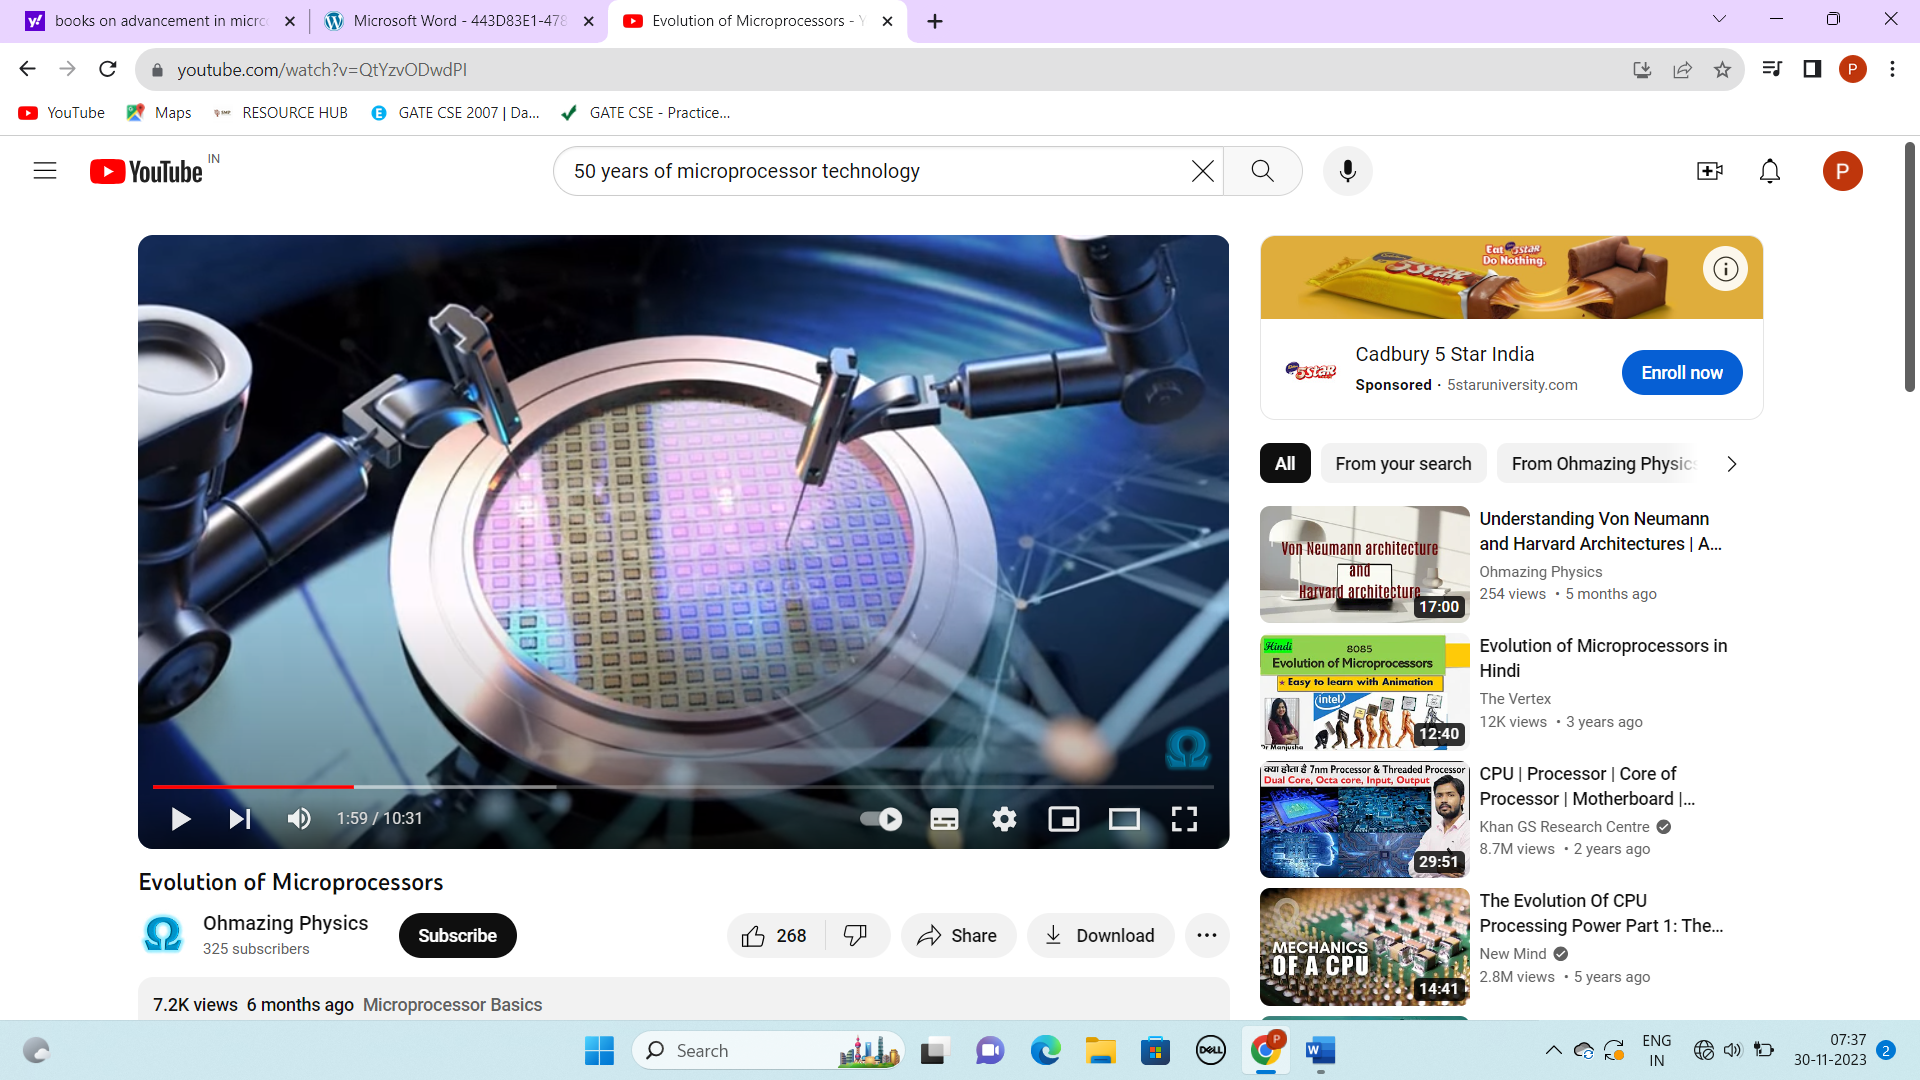 books on advancement in micro
Microsoft Word - 443D83E1-478
Evolution of Microprocessors - Y
youtube.com/watch?v=QtYzvODwdPI
P
YouTube
Maps
RESOURCE HUB
GATE CSE 2007 | Da...
GATE CSE - Practice...
YouTube IN
50 years of microprocessor technology
P
Eat 5STAR
Do Nothing.
5STAR
Cadbury 5 Star India
5STAR
Sponsored · 5staruniversity.com
Enroll now
All
From your search
From Ohmazing Physics
Von Neumann architecture
and
Harvard architecture
17:00
Understanding Von Neumann
and Harvard Architectures | A...
Ohmazing Physics
254 views • 5 months ago
Hindi
8085
Evolution of Microprocessors
★ Easy to learn with Animation
intel
Dr Manjusha
12:40
Evolution of Microprocessors in
Hindi
The Vertex
12K views • 3 years ago
क्या होता है 7nm Processor & Threaded Processor
Dual Core, Octa core, Input, Output
29:51
CPU | Processor | Core of
Processor | Motherboard |...
Khan GS Research Centre
8.7M views • 2 years ago
MECHANICS
OF A CPU
14:41
The Evolution Of CPU
Processing Power Part 1: The...
New Mind
2.8M views • 5 years ago
1:59 / 10:31
Evolution of Microprocessors
Ohmazing Physics
325 subscribers
Subscribe
268
Share
Download
7.2K views 6 months ago Microprocessor Basics
Search
DELL
P
W
ENG
IN
07:37
30-11-2023
2